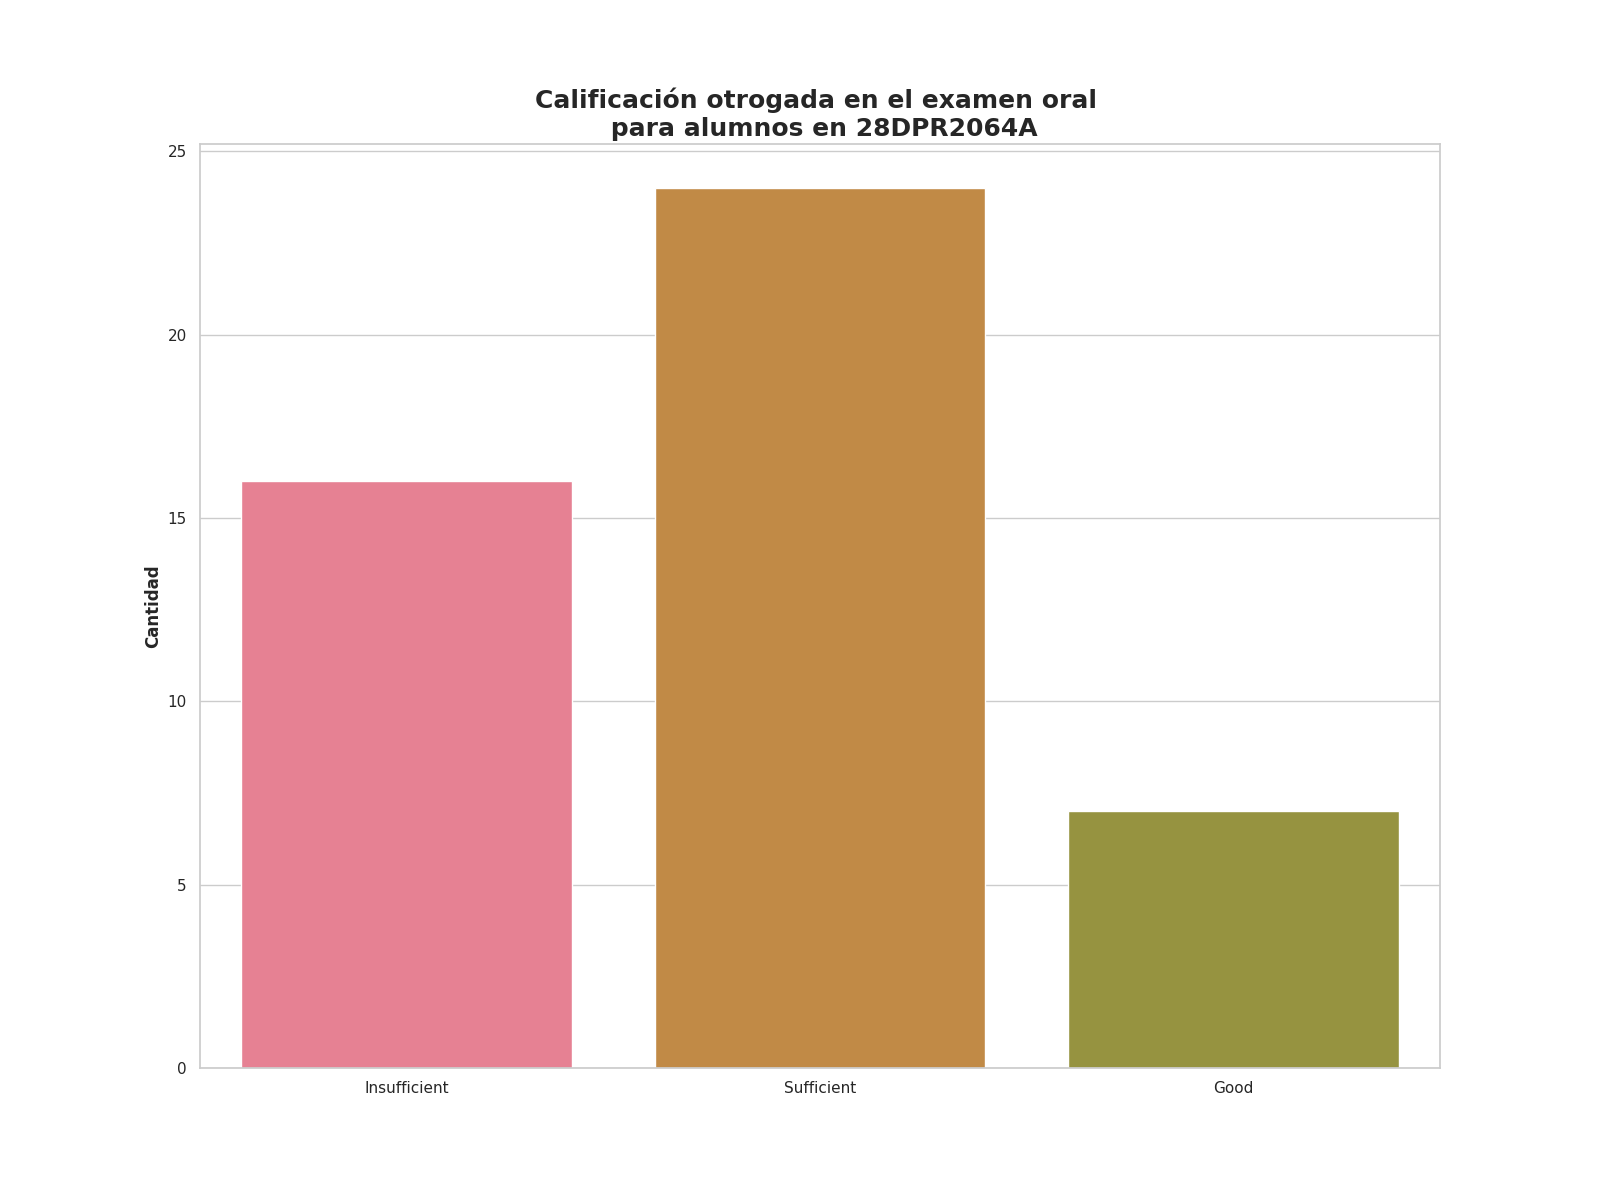 Calificación otrogada en el examen oral
para alumnos en 28DPR2064A
25
20
15
10
5
0
Cantidad
Insufficient
Sufficient
Good